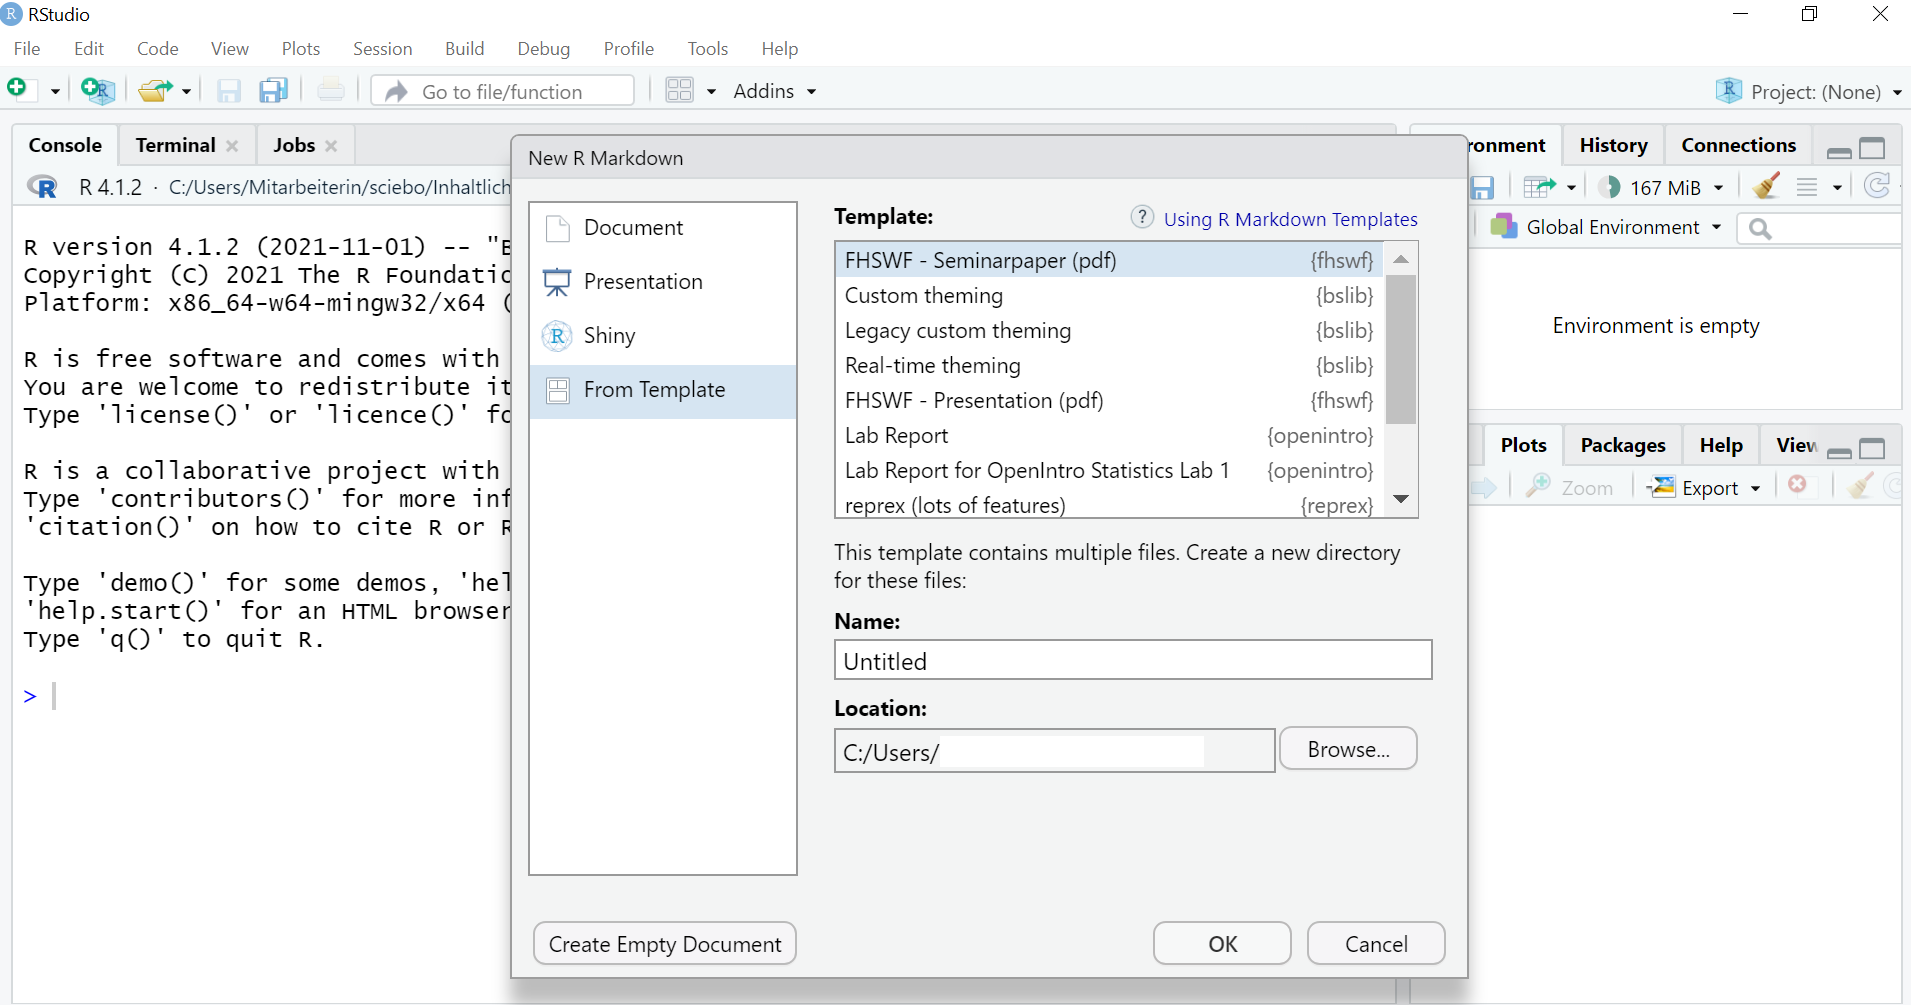 RStudio
File Edit Code View Plots Session Build Debug Profile Tools Help
Go to file/function Addins Project: (None)
Console Terminal Jobs
R 4.1.2 · C:/Users/Mitarbeiterin/sciebo/Inhaltlich
R version 4.1.2 (2021-11-01) -- "B
Copyright (C) 2021 The R Foundatic
Platform: x86_64-w64-mingw32/x64 (
R is free software and comes with
You are welcome to redistribute it
Type 'license()' or 'licence()' fo
R is a collaborative project with
Type 'contributors()' for more inf
'citation()' on how to cite R or R
Type 'demo()' for some demos, 'hel
'help.start()' for an HTML browser
Type 'q()' to quit R.
>
New R Markdown
Document
Presentation
Shiny
From Template
Template: Using R Markdown Templates
FHSWF - Seminarpaper (pdf) {fhswf}
Custom theming {bslib}
Legacy custom theming {bslib}
Real-time theming {bslib}
FHSWF - Presentation (pdf) {fhswf}
Lab Report {openintro}
Lab Report for OpenIntro Statistics Lab 1 {openintro}
reprex (lots of features) {reprex}
This template contains multiple files. Create a new directory
for these files:
Name:
Untitled
Location:
C:/Users/ Browse...
Create Empty Document OK Cancel
ronment History Connections
167 MiB
Global Environment
Environment is empty
Plots Packages Help View
Zoom Export